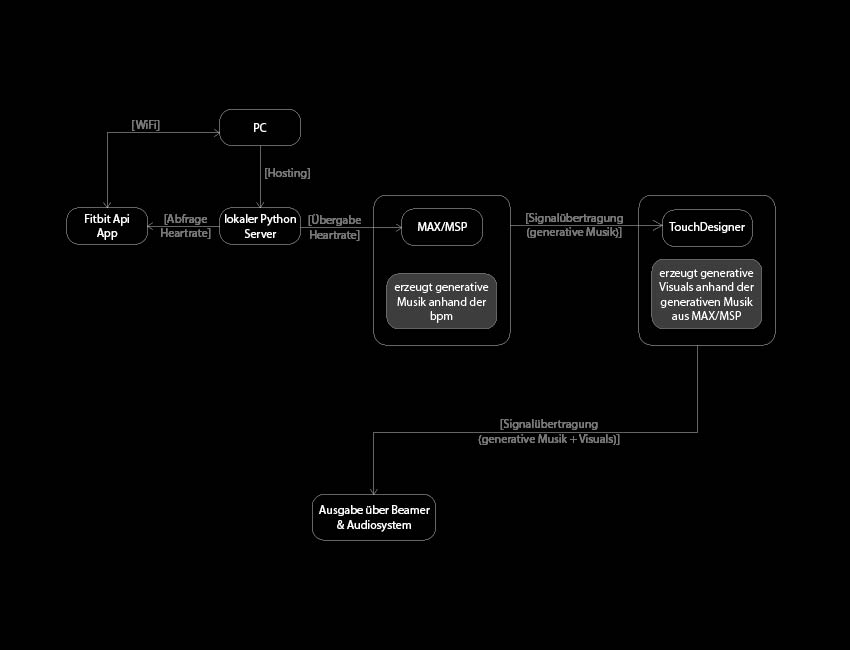 [WiFi]
PC
[Hosting]
Fitbit Api
App
[Abfrage
Heartrate]
lokaler Python
Server
[Übergabe
Heartrate]
MAX/MSP
erzeugt generative
Musik anhand der
bpm
[Signalübertragung
(generative Musik)]
TouchDesigner
erzeugt generative
Visuals anhand der
generativen Musik
aus MAX/MSP
[Signalübertragung
(generative Musik + Visuals)]
Ausgabe über Beamer
& Audiosystem